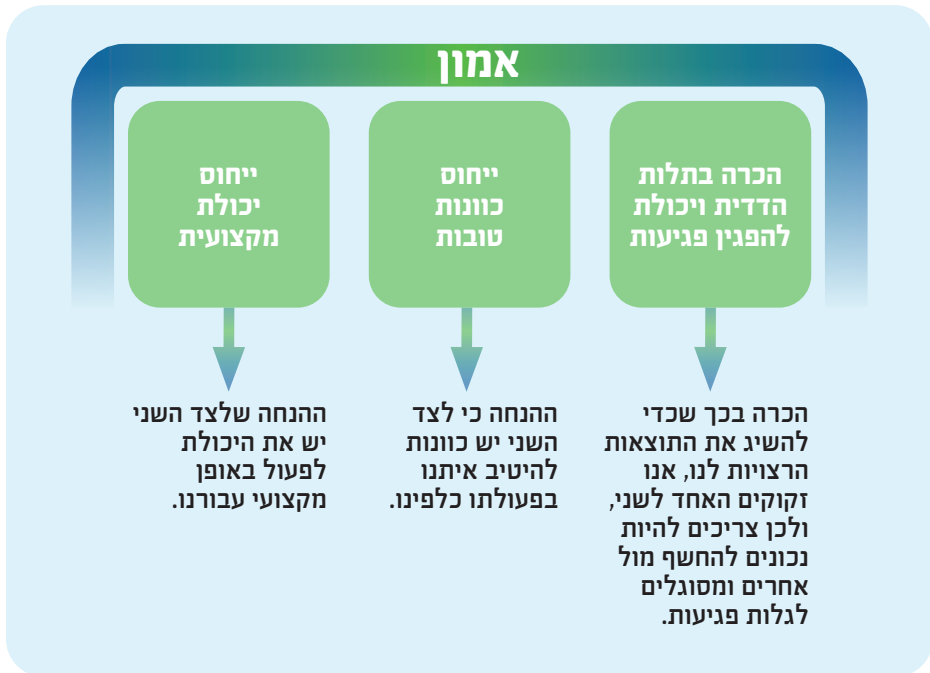 אמון
הכרה בתלות
הדדית ויכולת
להפגין פגיעות
ייחוס
כוונות
טובות
ייחוס
יכולת
מקצועית
הכרה בכך שכדי
להשיג את התוצאות
הרצויות לנו, אנו
זקוקים האחד לשני,
ולכן צריכים להיות
נכונים להחשף מול
אחרים ומסוגלים
לגלות פגיעות.
ההנחה כי לצד
השני יש כוונות
להיטיב איתנו
בפעולתו כלפינו.
ההנחה שלצד השני
יש את היכולת
לפעול באופן
מקצועי עבורנו.